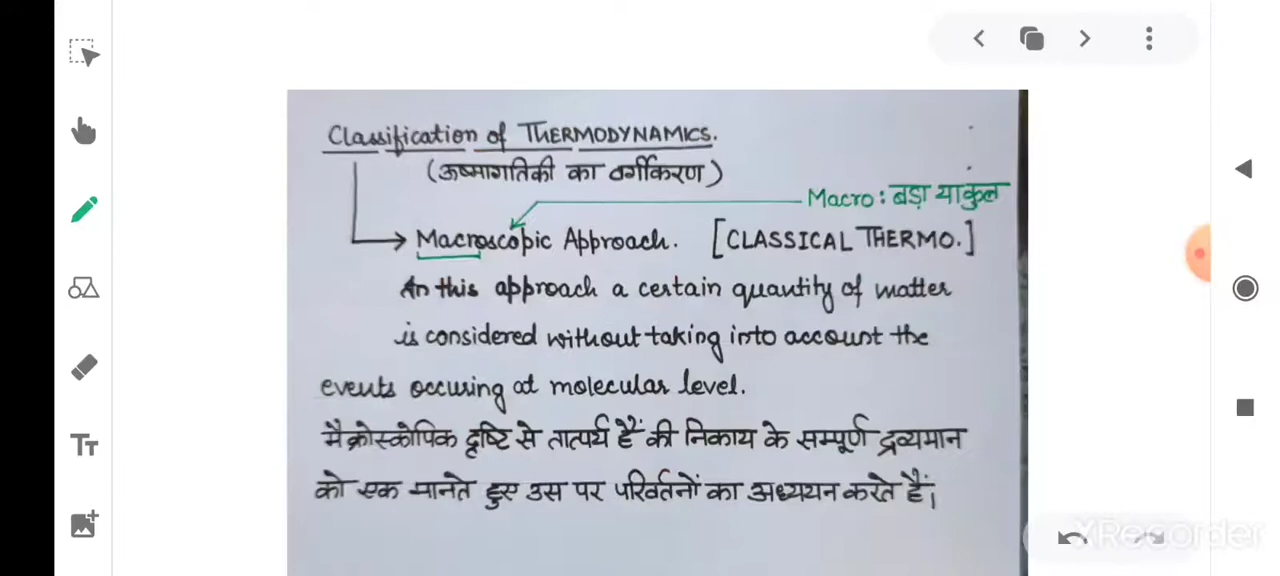 Classification of THERMODYNAMICS.
(ऊष्मागतिकी का वर्गीकरण)
Macro: बड़ा या कुल
Macroscopic Approach. [CLASSICAL THERMO.]
In this approach a certain quantity of matter
is considered without taking into account the
events occuring at molecular level.
मैक्रोस्कोपिक दृष्टि से तात्पर्य हैं की निकाय के सम्पूर्ण द्रव्यमान
को एक मानते हुए उस पर परिवर्तनों का अध्ययन करते हैं।
Tт
XRecorder